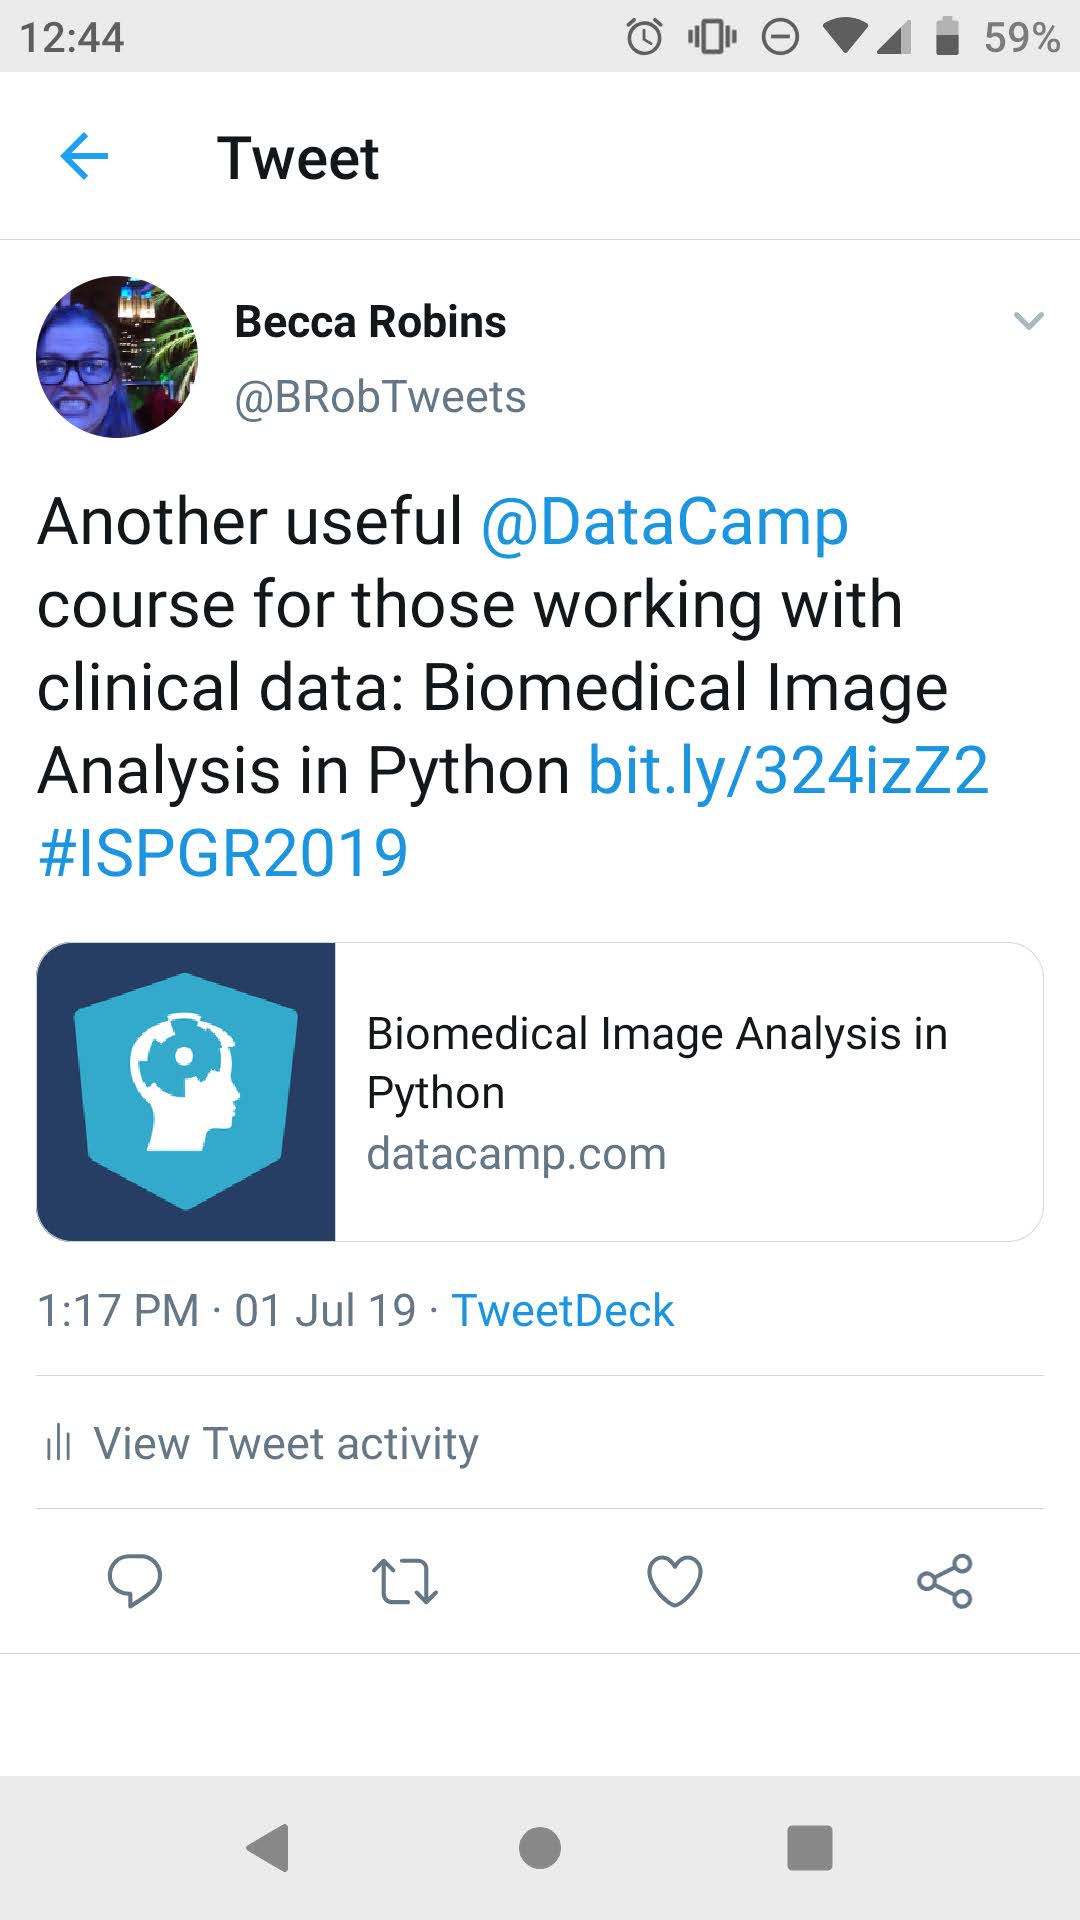 12:44
59%
Tweet
Becca Robins
@BRobTweets
Another useful @DataCamp
course for those working with
clinical data: Biomedical Image
Analysis in Python bit.ly/324izZ2
#ISPGR2019
Biomedical Image Analysis in
Python
datacamp.com
1:17 PM · 01 Jul 19 · TweetDeck
View Tweet activity